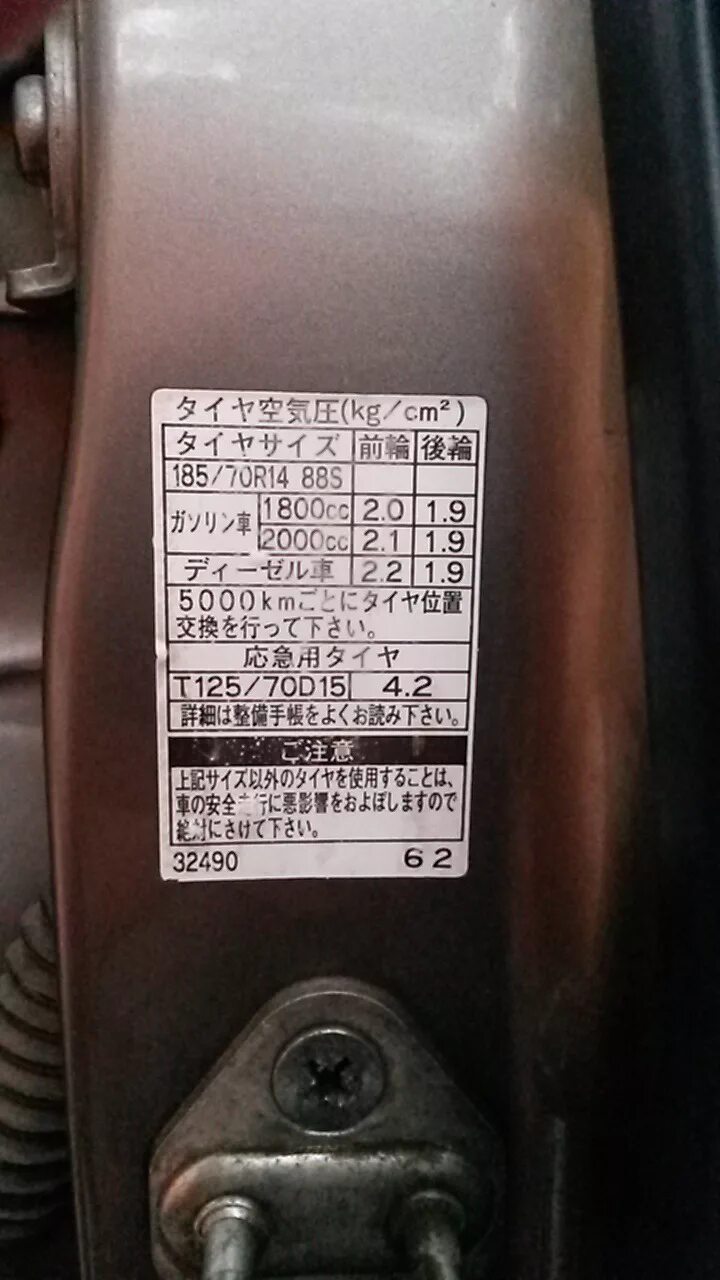 タイヤ空気圧(kg/cm²)
タイヤサイズ 前輪 後輪
185/70R14 88S
ガソリン車 1800cc 2.0 1.9
2000cc 2.1 1.9
ディーゼル車 2.2 1.9
5000kmごとにタイヤ位置
交換を行って下さい。
応急用タイヤ
T125/70D15 4.2
詳細は整備手帳をよくお読み下さい。
ご注意
上記サイズ以外のタイヤを使用することは、
車の安全走行に悪影響をおよぼしますので
絶対にさけて下さい。
32490 62